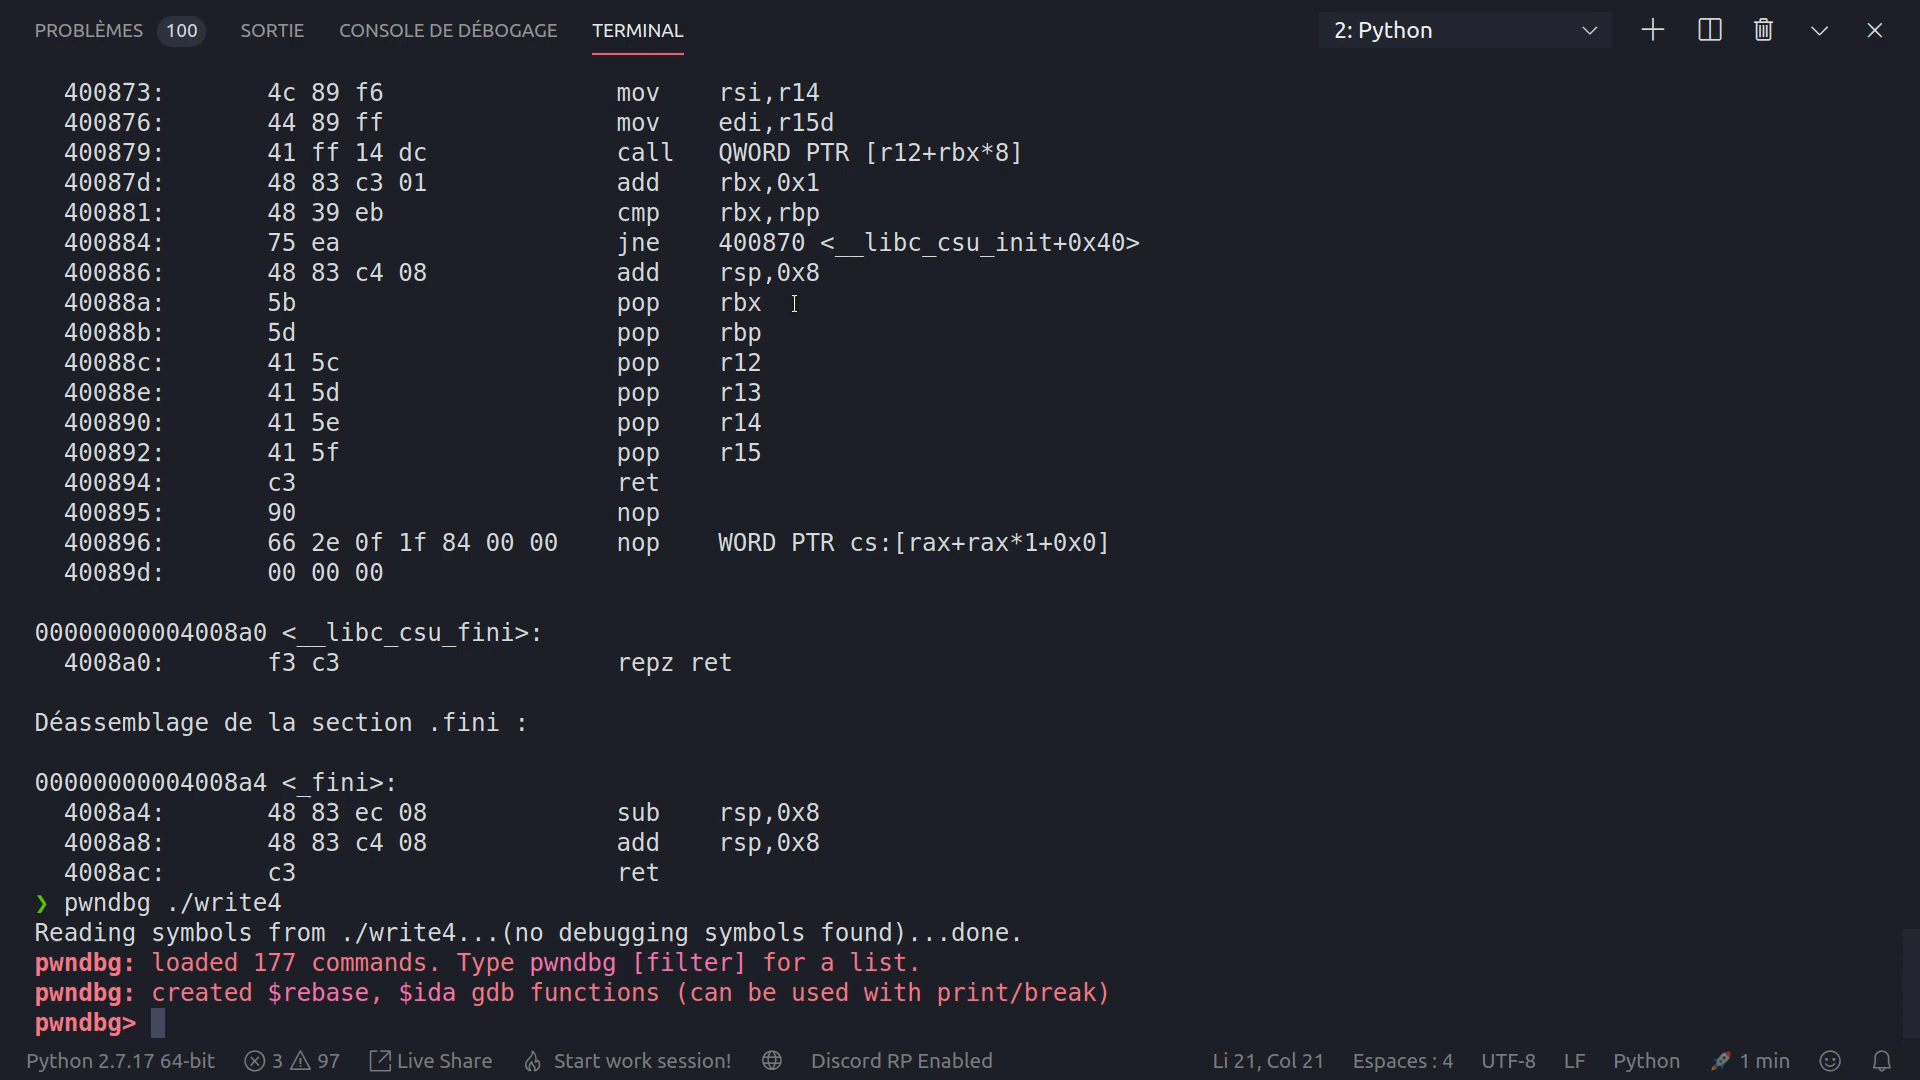 PROBLÈMES 100 SORTIE CONSOLE DE DÉBOGAGE TERMINAL 2: Python
400873: 4c 89 f6 mov rsi,r14
400876: 44 89 ff mov edi,r15d
400879: 41 ff 14 dc call QWORD PTR [r12+rbx*8]
40087d: 48 83 c3 01 add rbx,0x1
400881: 48 39 eb cmp rbx,rbp
400884: 75 ea jne 400870 <__libc_csu_init+0x40>
400886: 48 83 c4 08 add rsp,0x8
40088a: 5b pop rbx
40088b: 5d pop rbp
40088c: 41 5c pop r12
40088e: 41 5d pop r13
400890: 41 5e pop r14
400892: 41 5f pop r15
400894: c3 ret
400895: 90 nop
400896: 66 2e 0f 1f 84 00 00 nop WORD PTR cs:[rax+rax*1+0x0]
40089d: 00 00 00
00000000004008a0 <__libc_csu_fini>:
4008a0: f3 c3 repz ret
Déassemblage de la section .fini :
00000000004008a4 <_fini>:
4008a4: 48 83 ec 08 sub rsp,0x8
4008a8: 48 83 c4 08 add rsp,0x8
4008ac: c3 ret
❯ pwndbg ./write4
Reading symbols from ./write4...(no debugging symbols found)...done.
pwndbg: loaded 177 commands. Type pwndbg [filter] for a list.
pwndbg: created $rebase, $ida gdb functions (can be used with print/break)
pwndbg>
Python 2.7.17 64-bit 3 97 Live Share Start work session! Discord RP Enabled Li 21, Col 21 Espaces : 4 UTF-8 LF Python 🚀 1 min